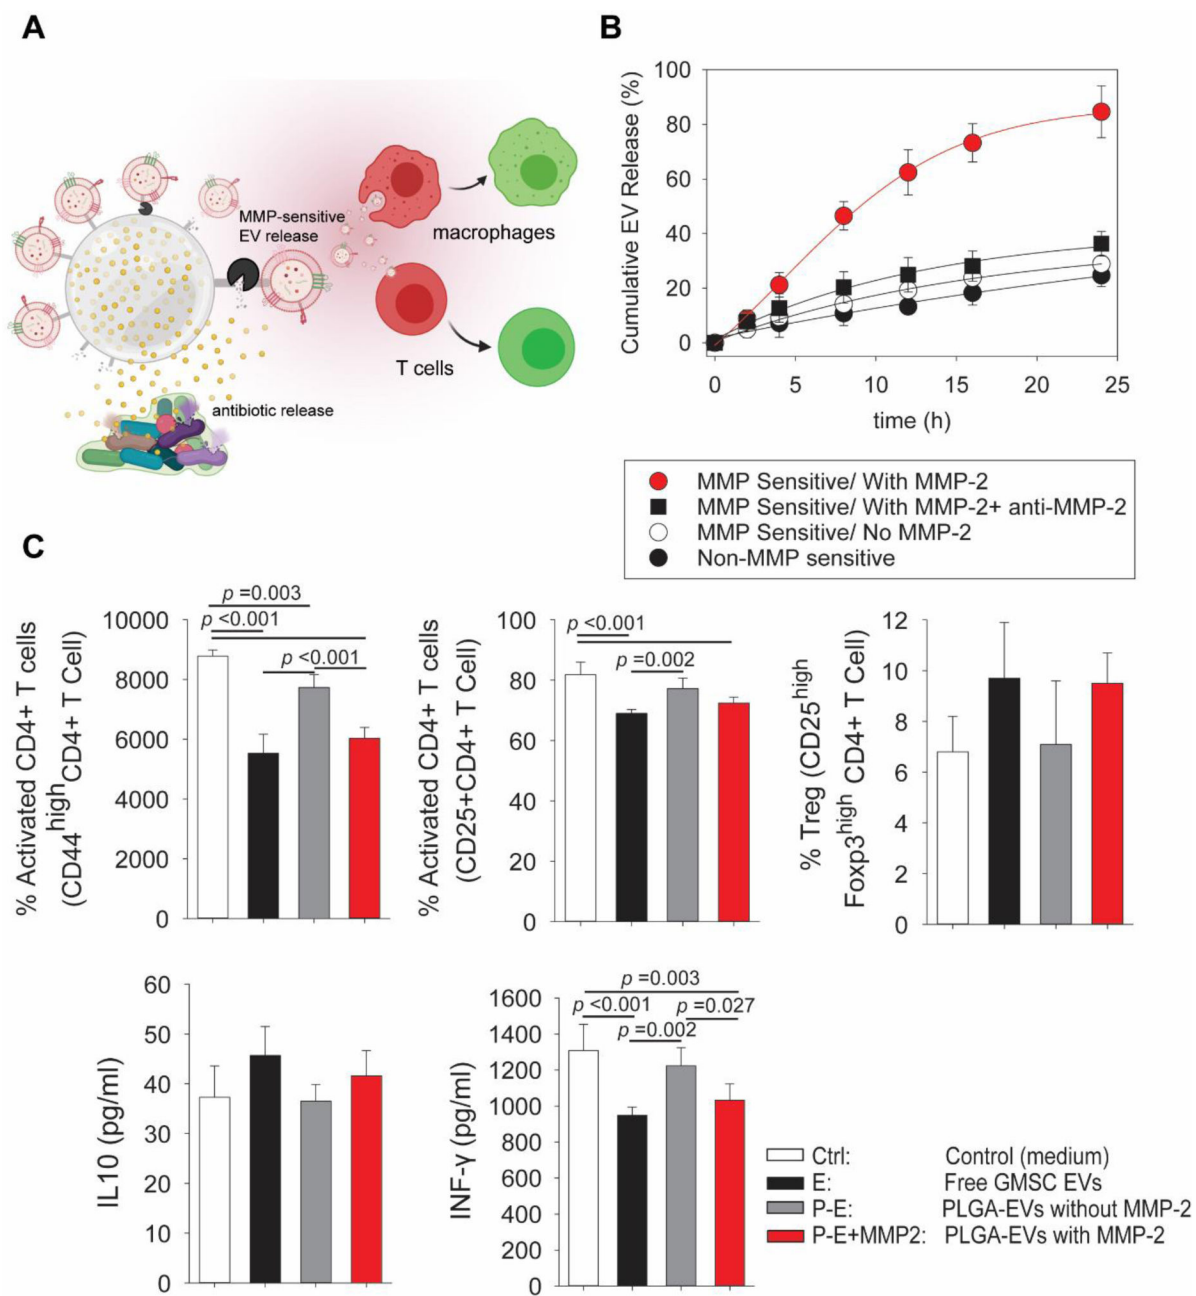 A
MMP-sensitive
EV release
macrophages
T cells
antibiotic release
B
Cumulative EV Release (%)
100
80
60
40
20
0
0 5 10 15 20 25
time (h)
MMP Sensitive/ With MMP-2
MMP Sensitive/ With MMP-2+ anti-MMP-2
MMP Sensitive/ No MMP-2
Non-MMP sensitive
C
% Activated CD4+ T cells
(CD44high CD4+ T Cell)
10000
8000
6000
4000
2000
0
p =0.003
p <0.001
p <0.001
% Activated CD4+ T cells
(CD25+CD4+ T Cell)
100
80
60
40
20
0
p <0.001
p =0.002
% Treg (CD25high
Foxp3high CD4+ T Cell)
12
10
8
6
4
2
0
IL10 (pg/ml)
60
50
40
30
20
10
0
INF-γ (pg/ml)
1600
1400
1200
1000
800
600
400
200
0
p =0.003
p <0.001 p =0.027
p =0.002
Ctrl: Control (medium)
E: Free GMSC EVs
P-E: PLGA-EVs without MMP-2
P-E+MMP2: PLGA-EVs with MMP-2